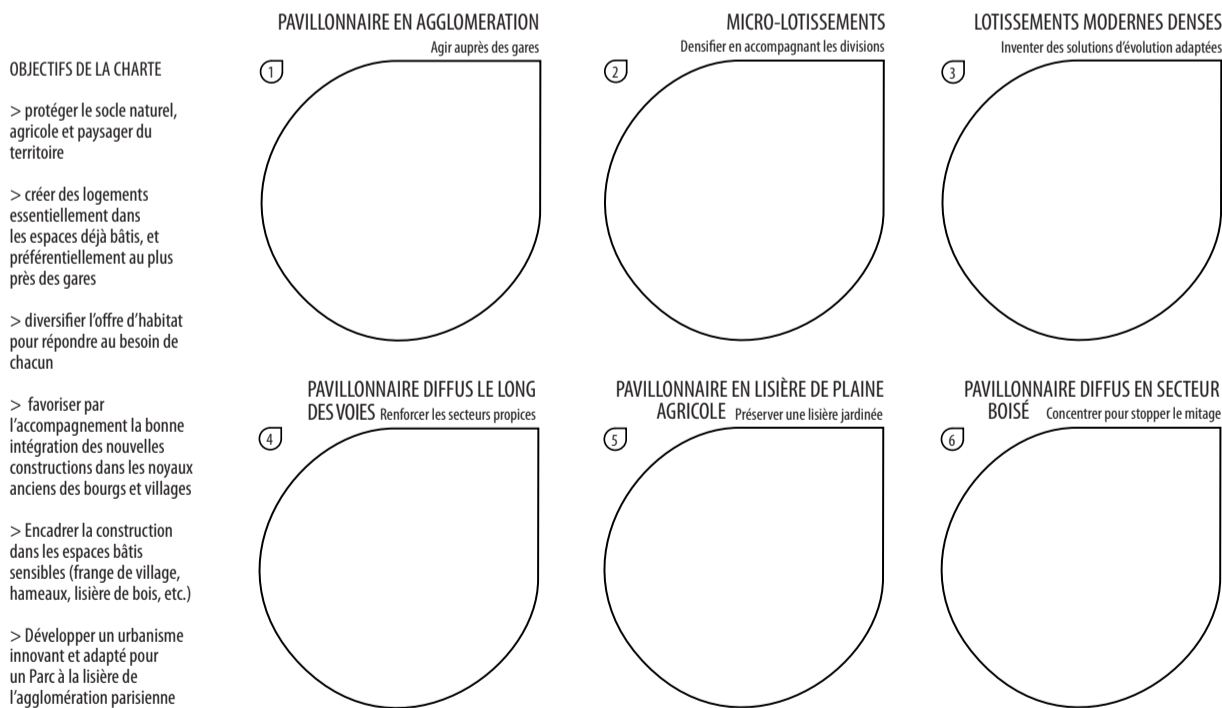 PAVILLONNAIRE EN AGGLOMERATION
Agir auprès des gares
MICRO-LOTISSEMENTS
Densifier en accompagnant les divisions
LOTISSEMENTS MODERNES DENSES
Inventer des solutions d'évolution adaptées
OBJECTIFS DE LA CHARTE
> protéger le socle naturel,
agricole et paysager du
territoire
> créer des logements
essentiellement dans
les espaces déjà bâtis, et
préférentiellement au plus
près des gares
> diversifier l'offre d'habitat
pour répondre au besoin de
chacun
> favoriser par
l'accompagnement la bonne
intégration des nouvelles
constructions dans les noyaux
anciens des bourgs et villages
> Encadrer la construction
dans les espaces bâtis
sensibles (frange de village,
hameaux, lisière de bois, etc.)
> Développer un urbanisme
innovant et adapté pour
un Parc à la lisière de
l'agglomération parisienne
1
2
3
PAVILLONNAIRE DIFFUS LE LONG
DES VOIES Renforcer les secteurs propices
PAVILLONNAIRE EN LISIÈRE DE PLAINE
AGRICOLE Préserver une lisière jardinée
PAVILLONNAIRE DIFFUS EN SECTEUR
BOISÉ Concentrer pour stopper le mitage
4
5
6